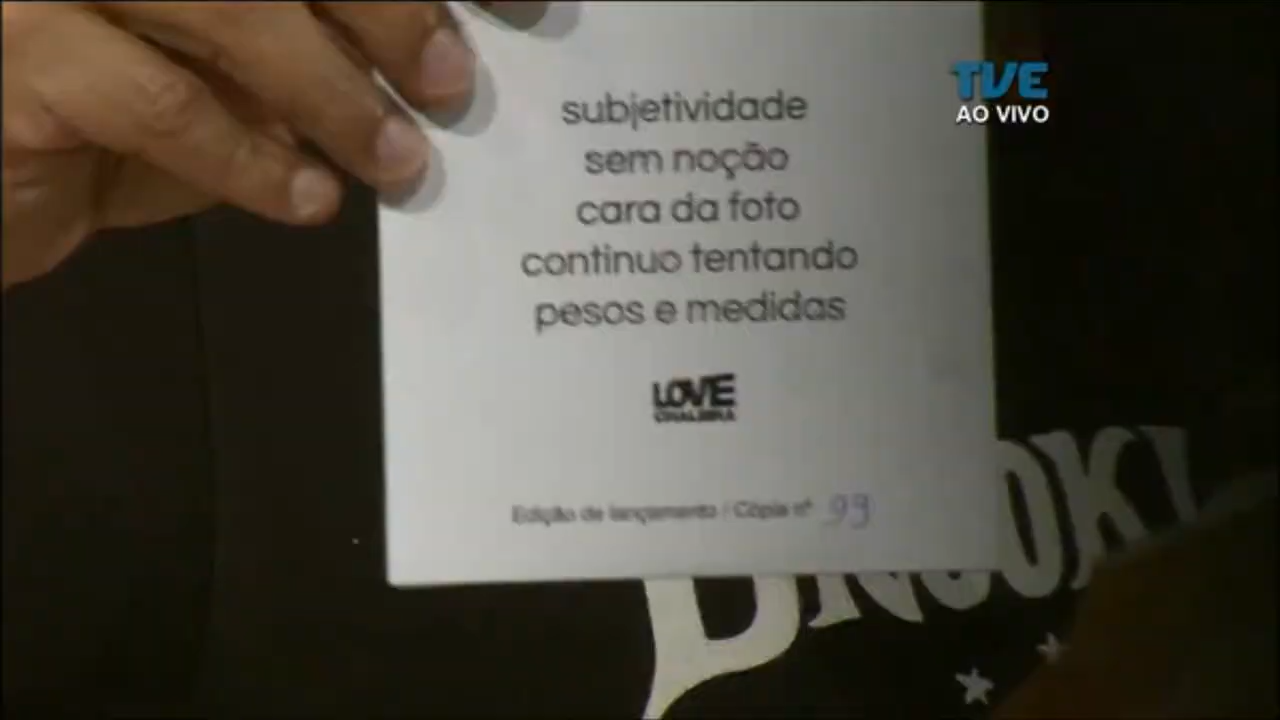 TVE
AO VIVO
subjetividade
sem noção
cara da foto
continuo tentando
pesos e medidas
LOVE
Edição de lançamento / Cópia nº 99